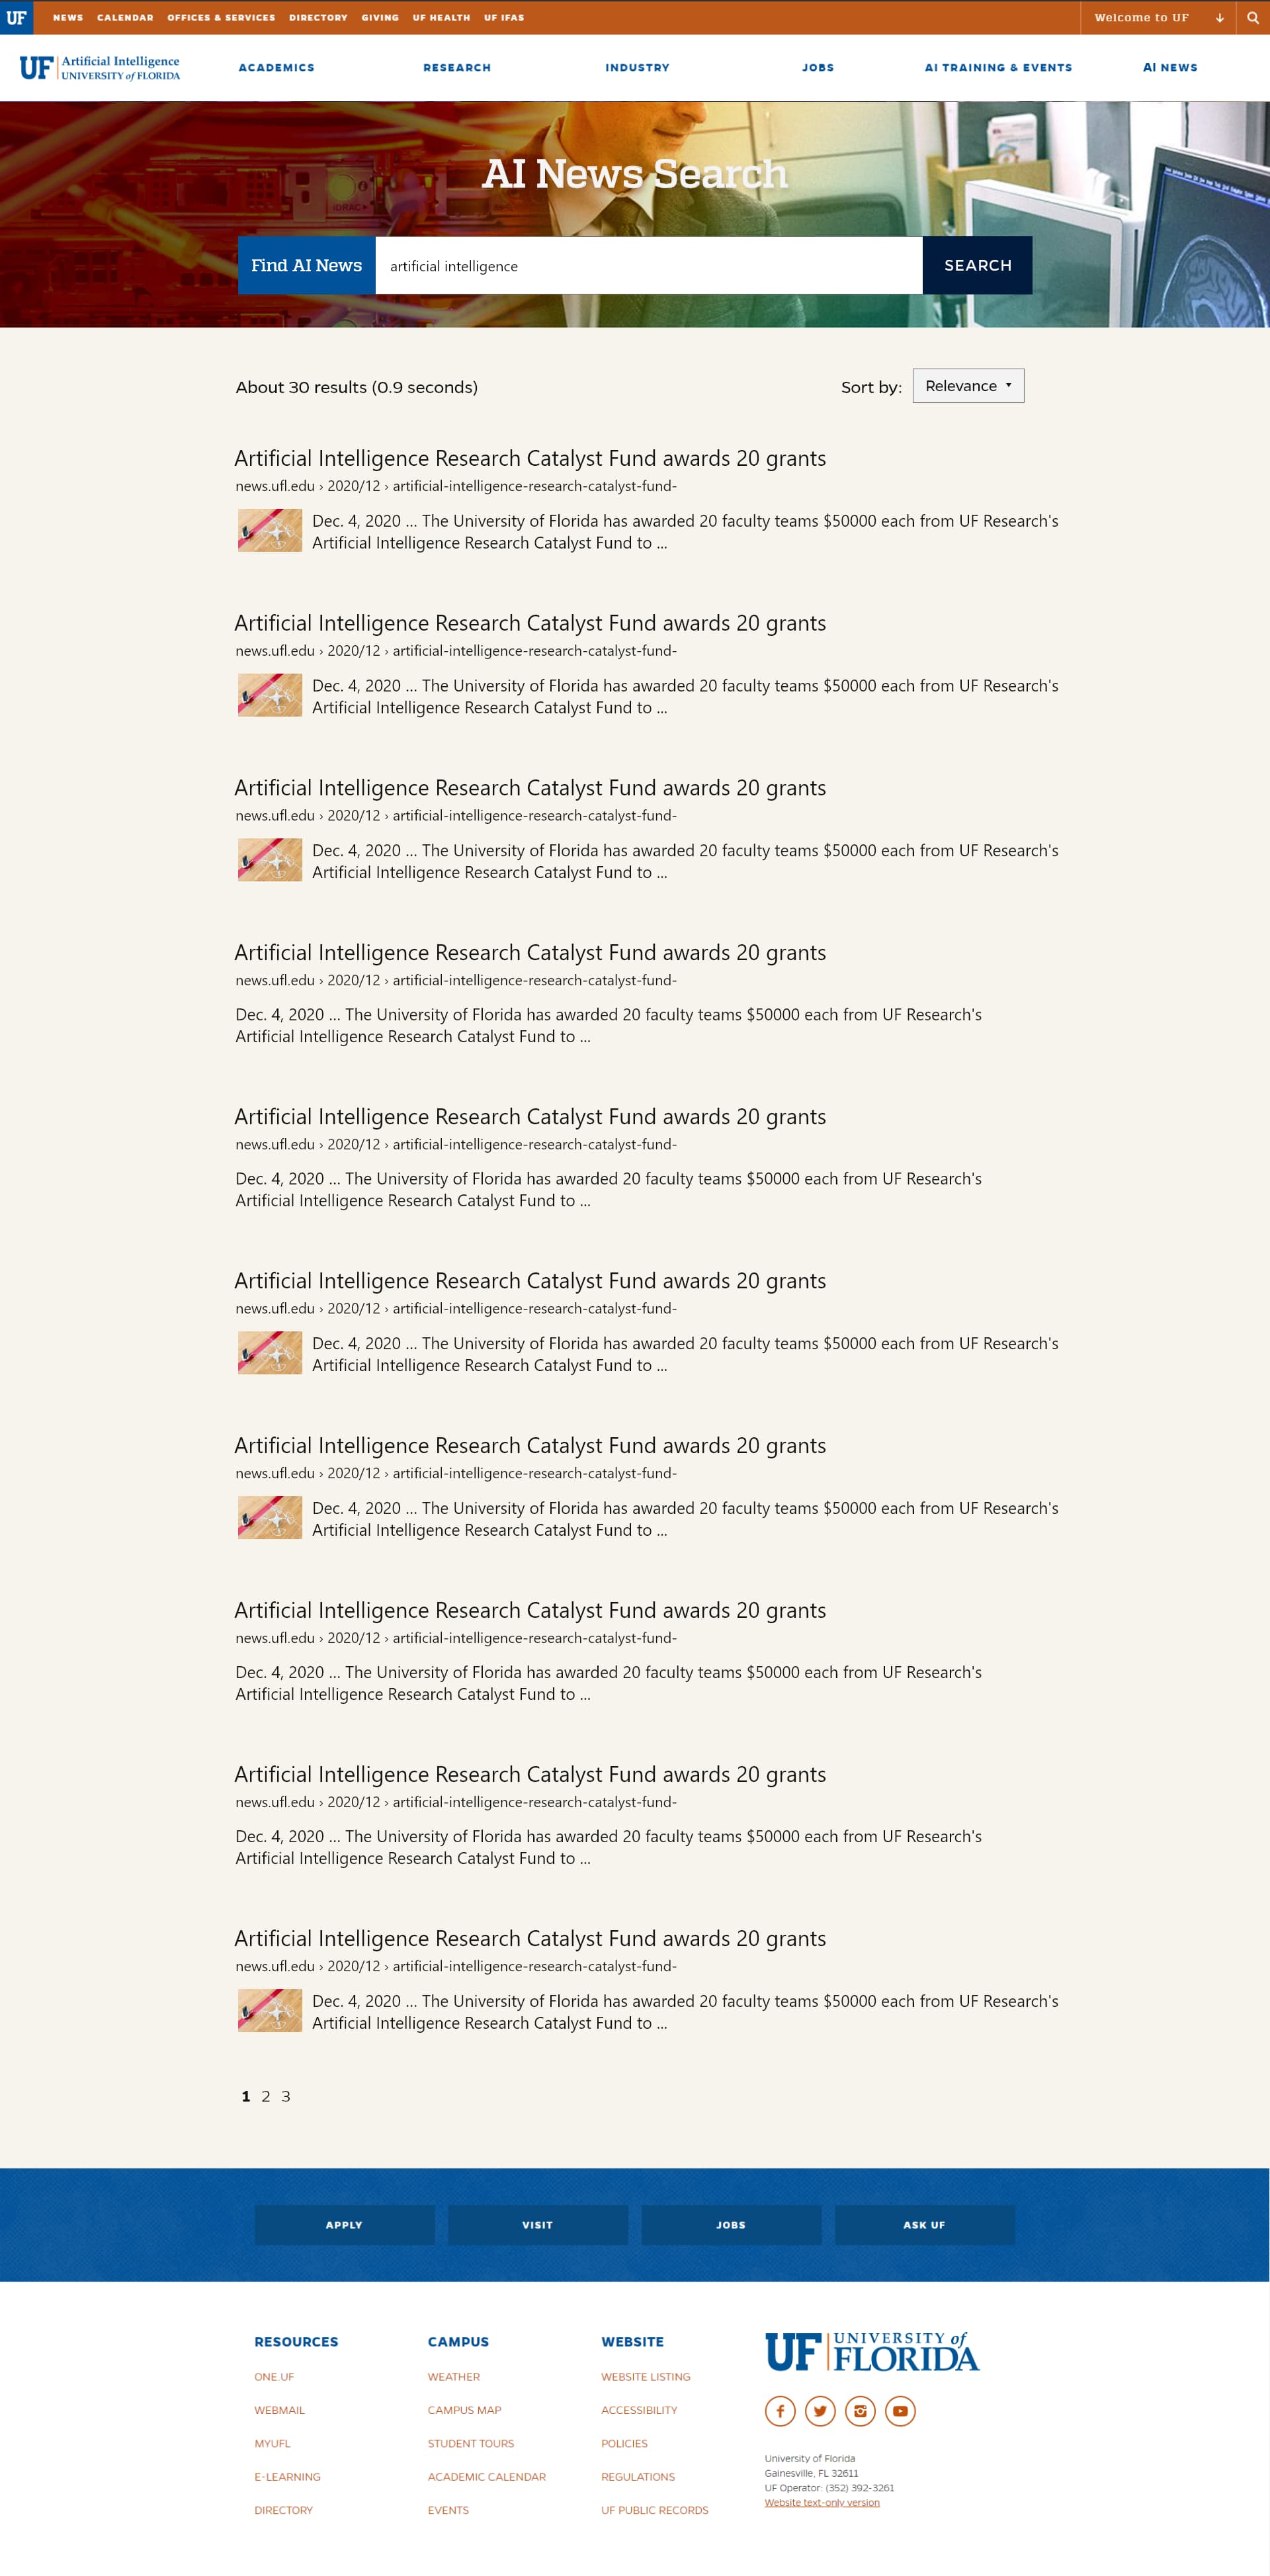 UF NEWS CALENDAR OFFICES & SERVICES DIRECTORY GIVING UF HEALTH UF IFAS Welcome to UF
UF Artificial Intelligence
UNIVERSITY of FLORIDA
ACADEMICS RESEARCH INDUSTRY JOBS AI TRAINING & EVENTS AI NEWS
AI News Search
iDRAC
Find AI News artificial intelligence SEARCH
About 30 results (0.9 seconds) Sort by: Relevance
Artificial Intelligence Research Catalyst Fund awards 20 grants
news.ufl.edu › 2020/12 › artificial-intelligence-research-catalyst-fund-
Dec. 4, 2020 ... The University of Florida has awarded 20 faculty teams $50000 each from UF Research's
Artificial Intelligence Research Catalyst Fund to ...
Artificial Intelligence Research Catalyst Fund awards 20 grants
news.ufl.edu › 2020/12 › artificial-intelligence-research-catalyst-fund-
Dec. 4, 2020 ... The University of Florida has awarded 20 faculty teams $50000 each from UF Research's
Artificial Intelligence Research Catalyst Fund to ...
Artificial Intelligence Research Catalyst Fund awards 20 grants
news.ufl.edu › 2020/12 › artificial-intelligence-research-catalyst-fund-
Dec. 4, 2020 ... The University of Florida has awarded 20 faculty teams $50000 each from UF Research's
Artificial Intelligence Research Catalyst Fund to ...
Artificial Intelligence Research Catalyst Fund awards 20 grants
news.ufl.edu › 2020/12 › artificial-intelligence-research-catalyst-fund-
Dec. 4, 2020 ... The University of Florida has awarded 20 faculty teams $50000 each from UF Research's
Artificial Intelligence Research Catalyst Fund to ...
Artificial Intelligence Research Catalyst Fund awards 20 grants
news.ufl.edu › 2020/12 › artificial-intelligence-research-catalyst-fund-
Dec. 4, 2020 ... The University of Florida has awarded 20 faculty teams $50000 each from UF Research's
Artificial Intelligence Research Catalyst Fund to ...
Artificial Intelligence Research Catalyst Fund awards 20 grants
news.ufl.edu › 2020/12 › artificial-intelligence-research-catalyst-fund-
Dec. 4, 2020 ... The University of Florida has awarded 20 faculty teams $50000 each from UF Research's
Artificial Intelligence Research Catalyst Fund to ...
Artificial Intelligence Research Catalyst Fund awards 20 grants
news.ufl.edu › 2020/12 › artificial-intelligence-research-catalyst-fund-
Dec. 4, 2020 ... The University of Florida has awarded 20 faculty teams $50000 each from UF Research's
Artificial Intelligence Research Catalyst Fund to ...
Artificial Intelligence Research Catalyst Fund awards 20 grants
news.ufl.edu › 2020/12 › artificial-intelligence-research-catalyst-fund-
Dec. 4, 2020 ... The University of Florida has awarded 20 faculty teams $50000 each from UF Research's
Artificial Intelligence Research Catalyst Fund to ...
Artificial Intelligence Research Catalyst Fund awards 20 grants
news.ufl.edu › 2020/12 › artificial-intelligence-research-catalyst-fund-
Dec. 4, 2020 ... The University of Florida has awarded 20 faculty teams $50000 each from UF Research's
Artificial Intelligence Research Catalyst Fund to ...
Artificial Intelligence Research Catalyst Fund awards 20 grants
news.ufl.edu › 2020/12 › artificial-intelligence-research-catalyst-fund-
Dec. 4, 2020 ... The University of Florida has awarded 20 faculty teams $50000 each from UF Research's
Artificial Intelligence Research Catalyst Fund to ...
1 2 3
APPLY VISIT JOBS ASK UF
RESOURCES
ONE.UF
WEBMAIL
MYUFL
E-LEARNING
DIRECTORY
CAMPUS
WEATHER
CAMPUS MAP
STUDENT TOURS
ACADEMIC CALENDAR
EVENTS
WEBSITE
WEBSITE LISTING
ACCESSIBILITY
POLICIES
REGULATIONS
UF PUBLIC RECORDS
UF UNIVERSITY of
FLORIDA
University of Florida
Gainesville, FL 32611
UF Operator: (352) 392-3261
Website text-only version